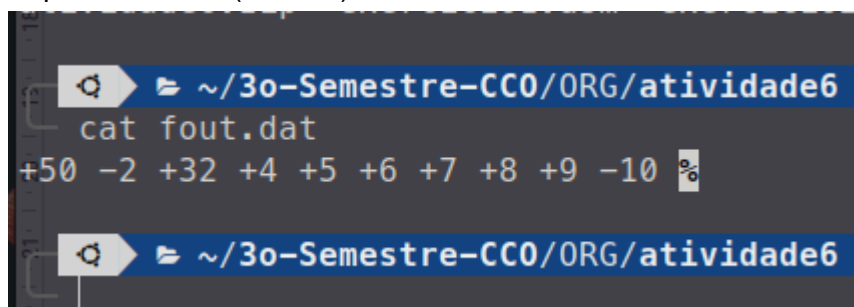 ~/3o-Semestre-CCO/ORG/atividade6
cat fout.dat
+50 -2 +32 +4 +5 +6 +7 +8 +9 -10 %
~/3o-Semestre-CCO/ORG/atividade6